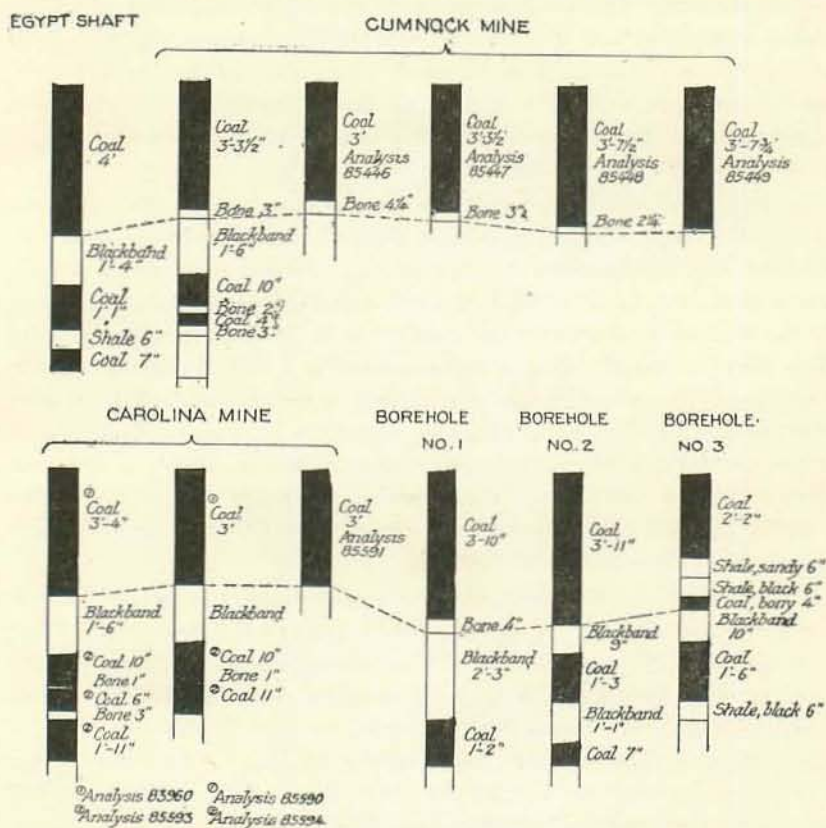 EGYPT SHAFT
CUMNOCK MINE
Coal
4'
Blackband
1'-4"
Coal
1'1"
Shale 6"
Coal 7"
Coal
3'-3½"
Bone 3"
Blackband
1'-6"
Coal 10"
Bone
Coal
Bone 3"
Coal
3'
Analysis
85446
Bone 4¼"
Coal
3'-3½"
Analysis
85447
Bone
Coal
3'-7½"
Analysis
85448
Bone 2¼"
Coal
3'-7¾"
Analysis
85449
CAROLINA MINE
① Coal
3'-4"
Blackband
1'-6"
② Coal 10"
Bone 1"
② Coal 6"
Bone 3"
② Coal
1'-11"
① Coal
3'
Blackband
② Coal 10"
Bone 1"
② Coal 11"
Coal
3'
Analysis
85591
BOREHOLE
NO. 1
Coal
3-10"
Bone 4"
Blackband
2'-3"
Coal
1'-2"
BOREHOLE
NO. 2
Coal
3'-11"
Blackband
9"
Coal
1'-3
Blackband
1'-1"
Coal 7"
BOREHOLE
NO. 3
Coal
2'-2"
Shale, sandy 6"
Shale, black 6"
Coal, bony 4"
Blackband
10"
Coal
1'-6"
Shale, black 6"
① Analysis 83960 ① Analysis 85590
② Analysis 85593 ② Analysis 85594